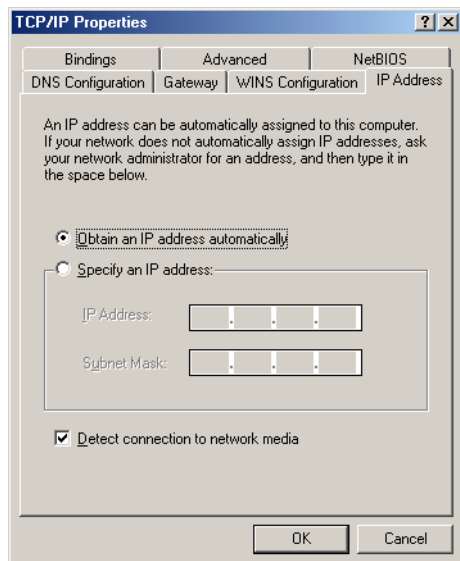 TCP/IP Properties
Bindings Advanced NetBIOS
DNS Configuration Gateway WINS Configuration IP Address
An IP address can be automatically assigned to this computer.
If your network does not automatically assign IP addresses, ask
your network administrator for an address, and then type it in
the space below.
Obtain an IP address automatically
Specify an IP address:
IP Address:
Subnet Mask:
Detect connection to network media
OK Cancel